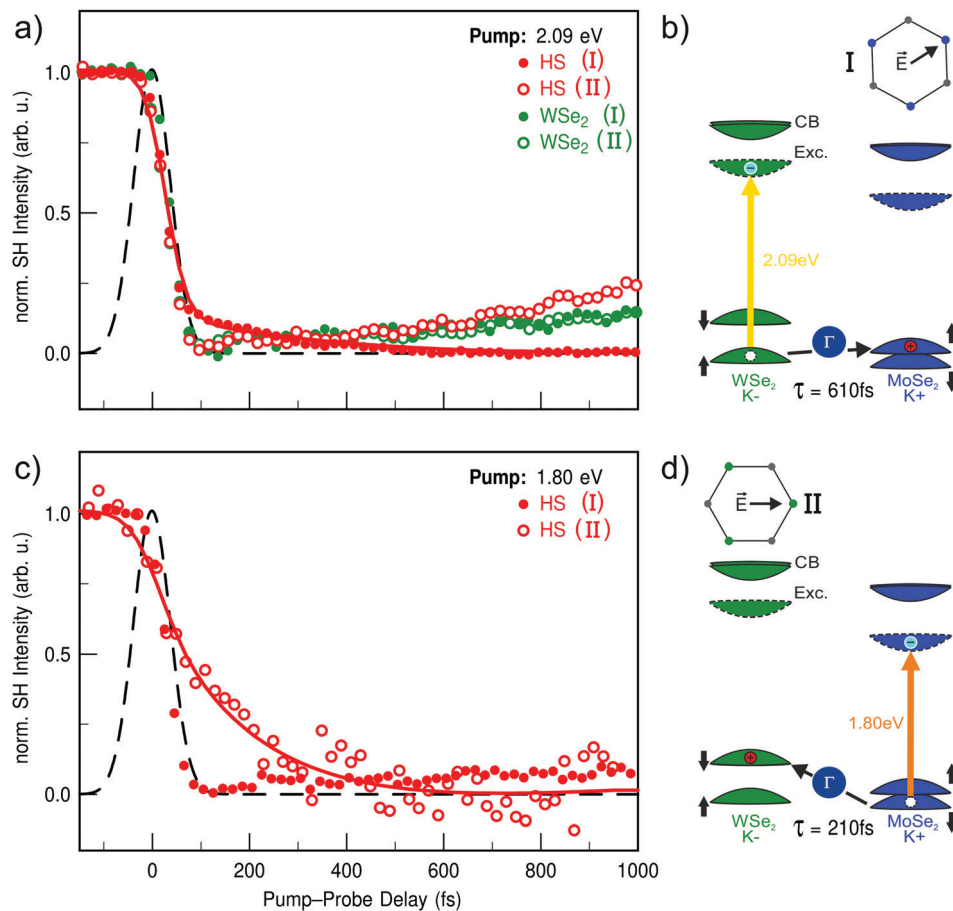 a)
norm. SH Intensity (arb. u.)
1.0
0.5
0.0
Pump: 2.09 eV
HS (I)
HS (II)
WSe₂ (I)
WSe₂ (II)
b)
I
E⃗
CB
Exc.
2.09eV
Γ
WSe₂
K-
τ = 610fs
MoSe₂
K+
c)
norm. SH Intensity (arb. u.)
1.0
0.5
0.0
0 200 400 600 800 1000
Pump–Probe Delay (fs)
Pump: 1.80 eV
HS (I)
HS (II)
d)
E⃗
II
CB
Exc.
1.80eV
Γ
WSe₂
K-
τ = 210fs
MoSe₂
K+